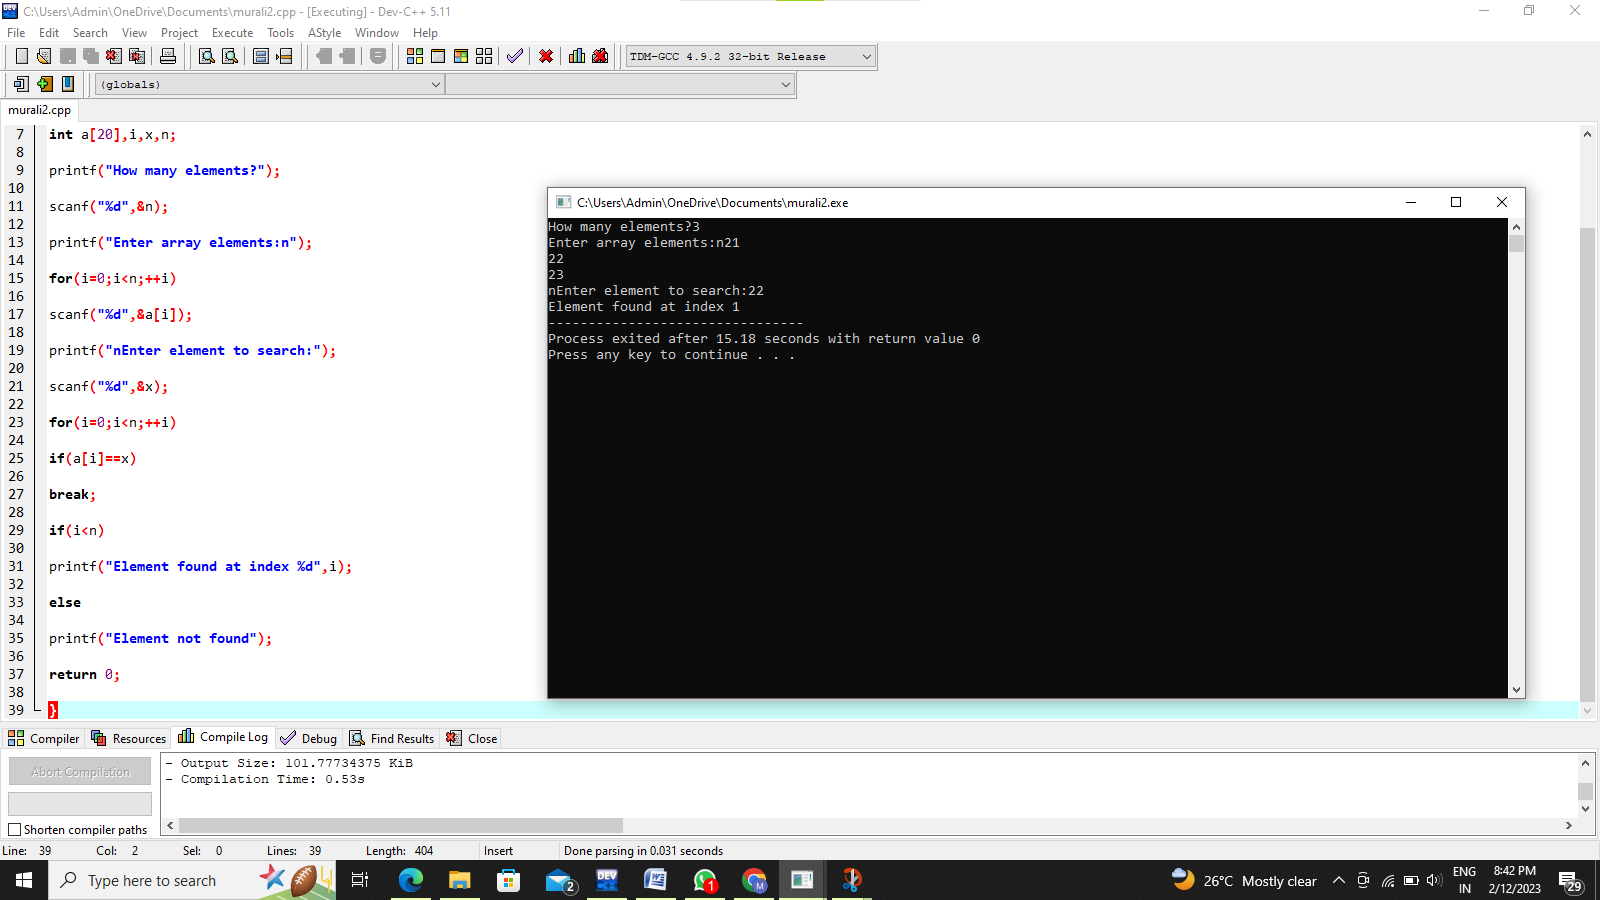 C:\Users\Admin\OneDrive\Documents\murali2.cpp - [Executing] - Dev-C++ 5.11
File Edit Search View Project Execute Tools AStyle Window Help
TDM-GCC 4.9.2 32-bit Release
(globals)
murali2.cpp
7 int a[20],i,x,n;
8
9 printf("How many elements?");
10
11 scanf("%d",&n);
12
13 printf("Enter array elements:n");
14
15 for(i=0;i<n;++i)
16
17 scanf("%d",&a[i]);
18
19 printf("nEnter element to search:");
20
21 scanf("%d",&x);
22
23 for(i=0;i<n;++i)
24
25 if(a[i]==x)
26
27 break;
28
29 if(i<n)
30
31 printf("Element found at index %d",i);
32
33 else
34
35 printf("Element not found");
36
37 return 0;
38
39 }
C:\Users\Admin\OneDrive\Documents\murali2.exe
How many elements?3
Enter array elements:n21
22
23
nEnter element to search:22
Element found at index 1
--------------------------------
Process exited after 15.18 seconds with return value 0
Press any key to continue . . .
Compiler Resources Compile Log Debug Find Results Close
Abort Compilation
Shorten compiler paths
- Output Size: 101.77734375 KiB
- Compilation Time: 0.53s
Line: 39 Col: 2 Sel: 0 Lines: 39 Length: 404 Insert Done parsing in 0.031 seconds
Type here to search
2
DEV
1
M
26°C Mostly clear
ENG
IN
8:42 PM
2/12/2023
29